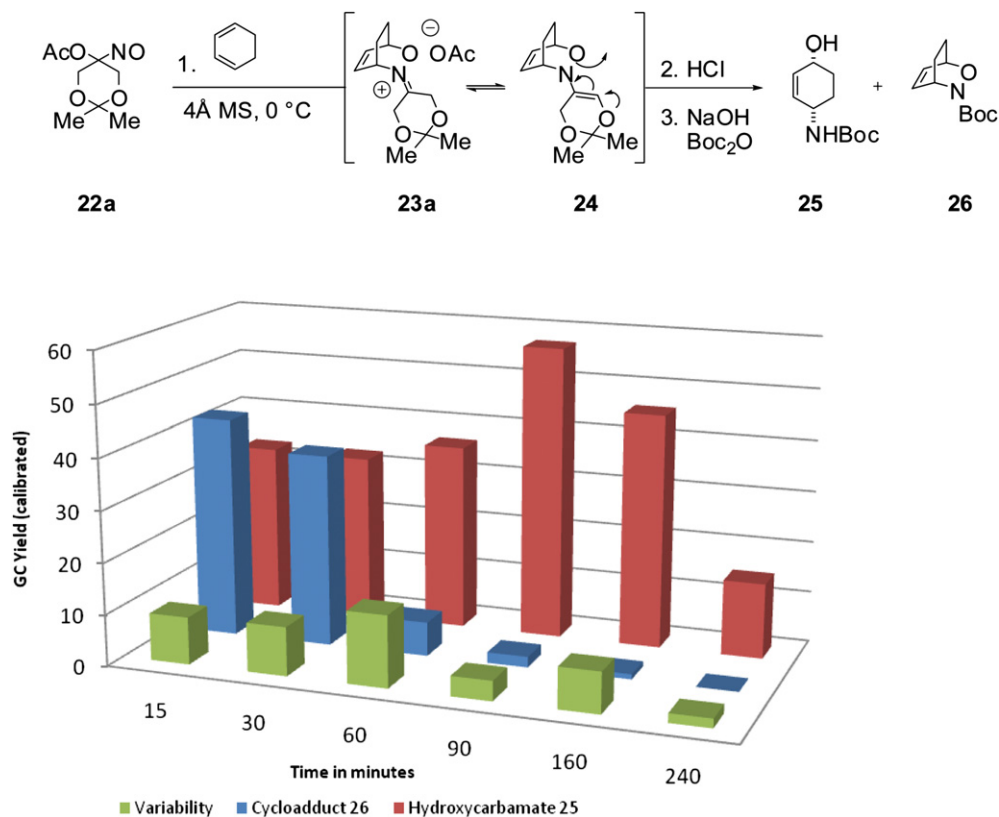 AcO NO
O O
Me Me
1.
4Å MS, 0 °C
O
N
⊕
⊖
OAc
O O
Me Me
O
N
O O
Me Me
2. HCl
3. NaOH
Boc₂O
OH
NHBoc
+
O
N
Boc
22a
23a
24
25
26
GC Yield (calibrated)
60
50
40
30
20
10
0
15
30
60
90
160
240
Time in minutes
Variability
Cycloadduct 26
Hydroxycarbamate 25